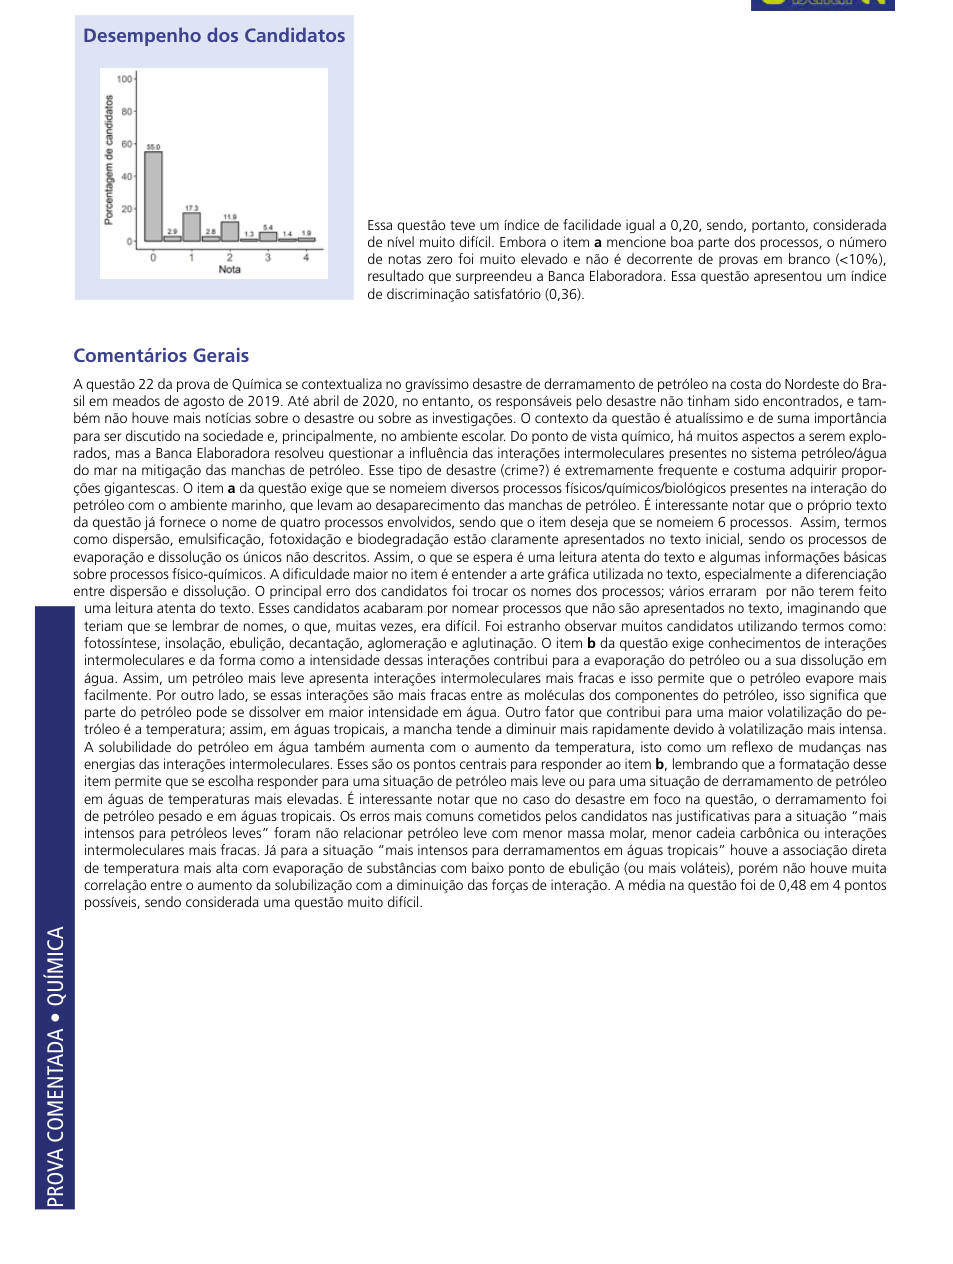 Desempenho dos Candidatos
Porcentagem de candidatos
100
80
60
40
20
0
55.0
2.9
17.3
2.8
11.9
1.3
5.4
1.4
1.9
0 1 2 3 4
Nota
Essa questão teve um índice de facilidade igual a 0,20, sendo, portanto, considerada
de nível muito difícil. Embora o item a mencione boa parte dos processos, o número
de notas zero foi muito elevado e não é decorrente de provas em branco (<10%),
resultado que surpreendeu a Banca Elaboradora. Essa questão apresentou um índice
de discriminação satisfatório (0,36).
Comentários Gerais
A questão 22 da prova de Química se contextualiza no gravíssimo desastre de derramamento de petróleo na costa do Nordeste do Bra-
sil em meados de agosto de 2019. Até abril de 2020, no entanto, os responsáveis pelo desastre não tinham sido encontrados, e tam-
bém não houve mais notícias sobre o desastre ou sobre as investigações. O contexto da questão é atualíssimo e de suma importância
para ser discutido na sociedade e, principalmente, no ambiente escolar. Do ponto de vista químico, há muitos aspectos a serem explo-
rados, mas a Banca Elaboradora resolveu questionar a influência das interações intermoleculares presentes no sistema petróleo/água
do mar na mitigação das manchas de petróleo. Esse tipo de desastre (crime?) é extremamente frequente e costuma adquirir propor-
ções gigantescas. O item a da questão exige que se nomeiem diversos processos físicos/químicos/biológicos presentes na interação do
petróleo com o ambiente marinho, que levam ao desaparecimento das manchas de petróleo. É interessante notar que o próprio texto
da questão já fornece o nome de quatro processos envolvidos, sendo que o item deseja que se nomeiem 6 processos.  Assim, termos
como dispersão, emulsificação, fotoxidação e biodegradação estão claramente apresentados no texto inicial, sendo os processos de
evaporação e dissolução os únicos não descritos. Assim, o que se espera é uma leitura atenta do texto e algumas informações básicas
sobre processos físico-químicos. A dificuldade maior no item é entender a arte gráfica utilizada no texto, especialmente a diferenciação
entre dispersão e dissolução. O principal erro dos candidatos foi trocar os nomes dos processos; vários erraram  por não terem feito
uma leitura atenta do texto. Esses candidatos acabaram por nomear processos que não são apresentados no texto, imaginando que
teriam que se lembrar de nomes, o que, muitas vezes, era difícil. Foi estranho observar muitos candidatos utilizando termos como:
fotossíntese, insolação, ebulição, decantação, aglomeração e aglutinação. O item b da questão exige conhecimentos de interações
intermoleculares e da forma como a intensidade dessas interações contribui para a evaporação do petróleo ou a sua dissolução em
água. Assim, um petróleo mais leve apresenta interações intermoleculares mais fracas e isso permite que o petróleo evapore mais
facilmente. Por outro lado, se essas interações são mais fracas entre as moléculas dos componentes do petróleo, isso significa que
parte do petróleo pode se dissolver em maior intensidade em água. Outro fator que contribui para uma maior volatilização do pe-
tróleo é a temperatura; assim, em águas tropicais, a mancha tende a diminuir mais rapidamente devido à volatilização mais intensa.
A solubilidade do petróleo em água também aumenta com o aumento da temperatura, isto como um reflexo de mudanças nas
energias das interações intermoleculares. Esses são os pontos centrais para responder ao item b, lembrando que a formatação desse
item permite que se escolha responder para uma situação de petróleo mais leve ou para uma situação de derramamento de petróleo
em águas de temperaturas mais elevadas. É interessante notar que no caso do desastre em foco na questão, o derramamento foi
de petróleo pesado e em águas tropicais. Os erros mais comuns cometidos pelos candidatos nas justificativas para a situação “mais
intensos para petróleos leves” foram não relacionar petróleo leve com menor massa molar, menor cadeia carbônica ou interações
intermoleculares mais fracas. Já para a situação “mais intensos para derramamentos em águas tropicais” houve a associação direta
de temperatura mais alta com evaporação de substâncias com baixo ponto de ebulição (ou mais voláteis), porém não houve muita
correlação entre o aumento da solubilização com a diminuição das forças de interação. A média na questão foi de 0,48 em 4 pontos
possíveis, sendo considerada uma questão muito difícil.
PROVA COMENTADA • QUÍMICA